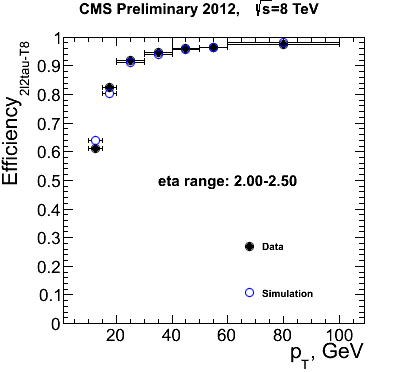 CMS Preliminary 2012, √s=8 TeV
Efficiency2l2tau-T8
1
0.9
0.8
0.7
0.6
0.5
0.4
0.3
0.2
0.1
0
eta range: 2.00-2.50
Data
Simulation
20 40 60 80 100
pT, GeV